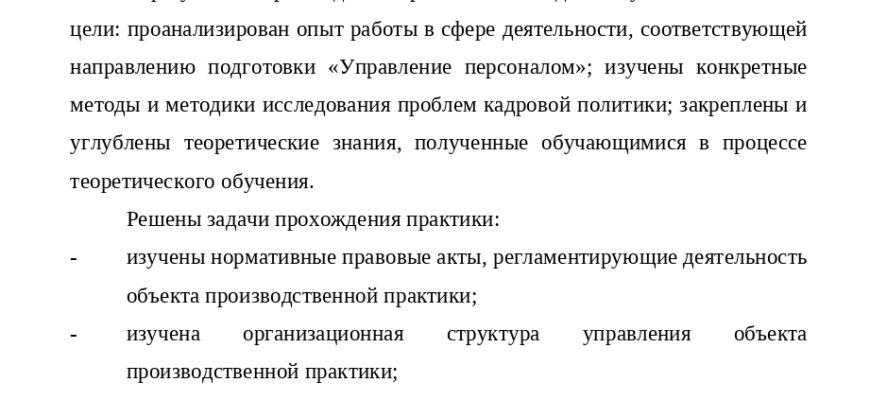 цели: проанализирован опыт работы в сфере деятельности, соответствующей
направлению подготовки «Управление персоналом»; изучены конкретные
методы и методики исследования проблем кадровой политики; закреплены и
углублены теоретические знания, полученные обучающимися в процессе
теоретического обучения.
Решены задачи прохождения практики:
- изучены нормативные правовые акты, регламентирующие деятельность
объекта производственной практики;
- изучена организационная структура управления объекта
производственной практики;